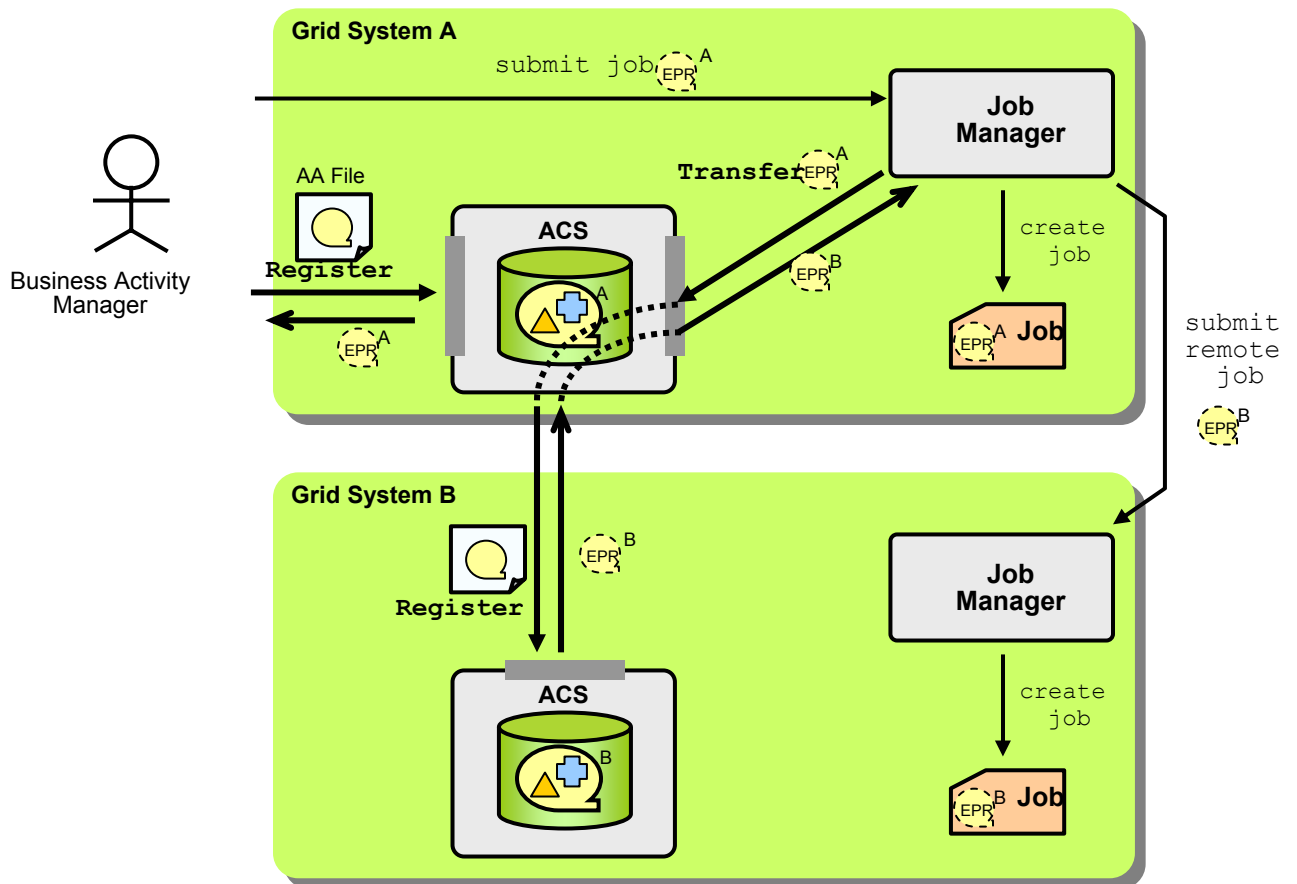 Grid System A
submit job
EPR
A
Job
Manager
AA File
Transfer
EPR
A
ACS
create
job
Business Activity
Manager
Register
EPR
B
A
EPR
A
EPR
A
Job
submit
remote
job
EPR
B
Grid System B
EPR
B
Register
Job
Manager
ACS
create
job
B
EPR
B
Job